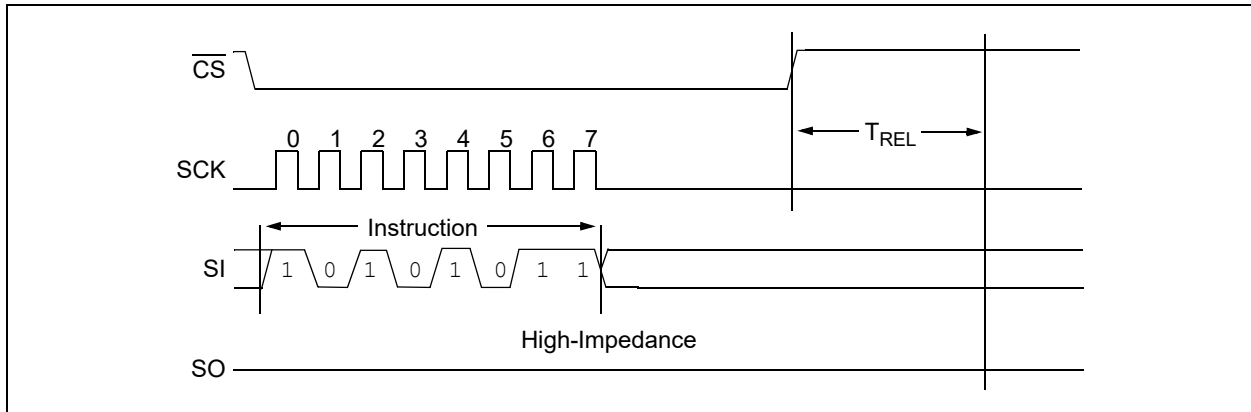 CS
TREL
0 1 2 3 4 5 6 7
SCK
Instruction
SI 1 0 1 0 1 0 1 1
High-Impedance
SO